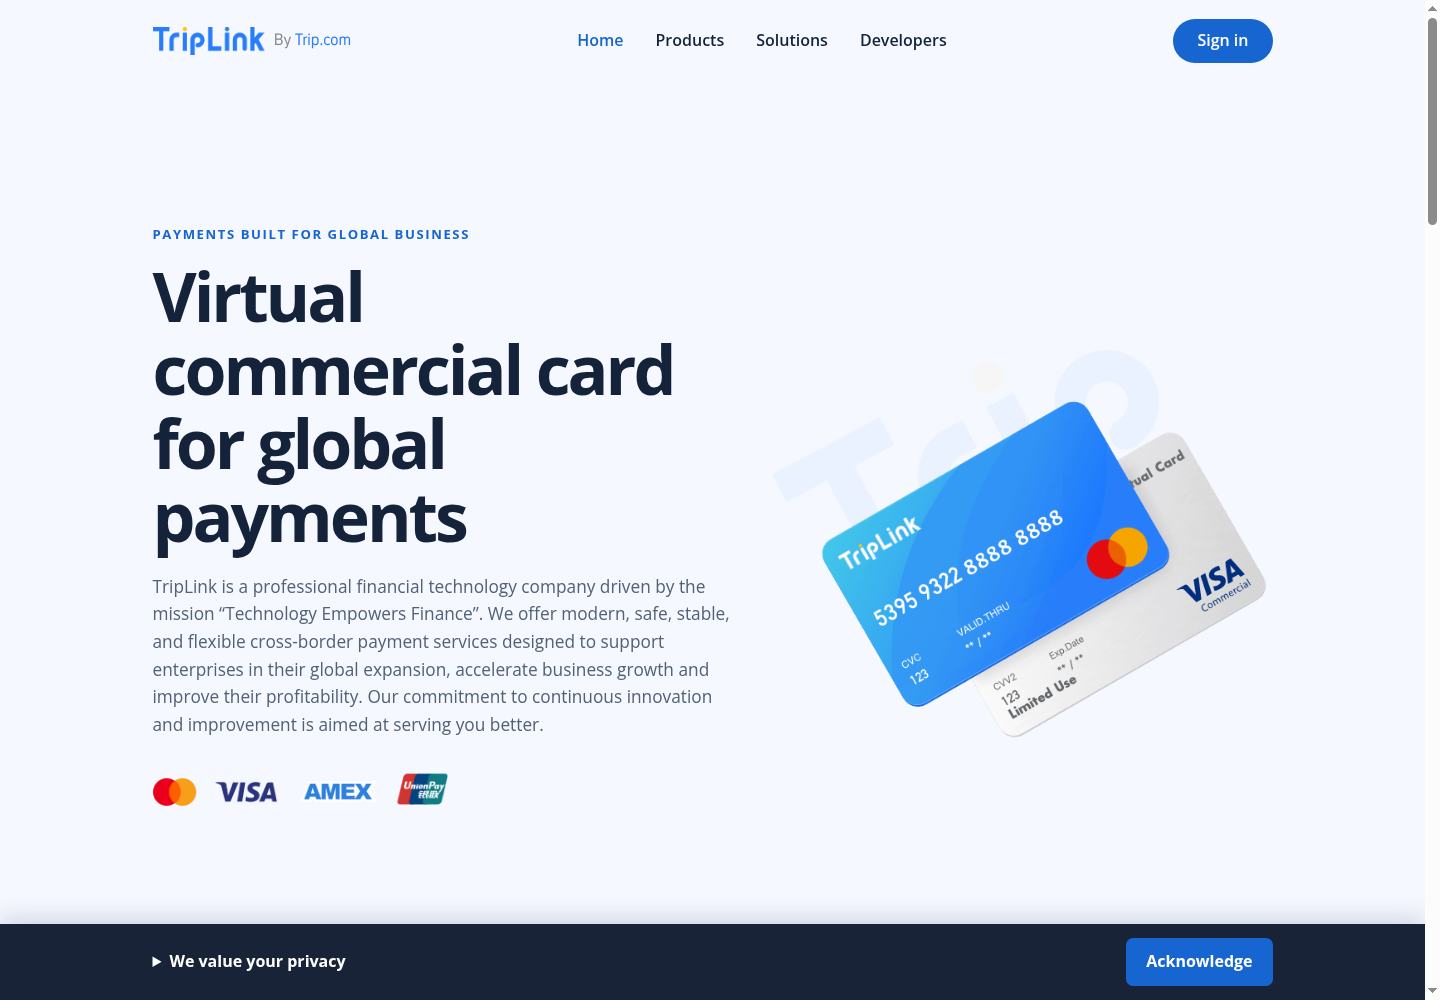 TripLink By Trip.com
Home
Products
Solutions
Developers
Sign in
PAYMENTS BUILT FOR GLOBAL BUSINESS
Virtual
commercial card
for global
payments
TripLink is a professional financial technology company driven by the
mission “Technology Empowers Finance”. We offer modern, safe, stable,
and flexible cross-border payment services designed to support
enterprises in their global expansion, accelerate business growth and
improve their profitability. Our commitment to continuous innovation
and improvement is aimed at serving you better.
VISA
AMEX
UnionPay
银联
Trip
TripLink
5395 9322 8888 8888
VALID.THRU
** / **
CVC
123
Card
VISA
Commercial
Exp.Date
** / **
CVV2
123
Limited Use
We value your privacy
Acknowledge